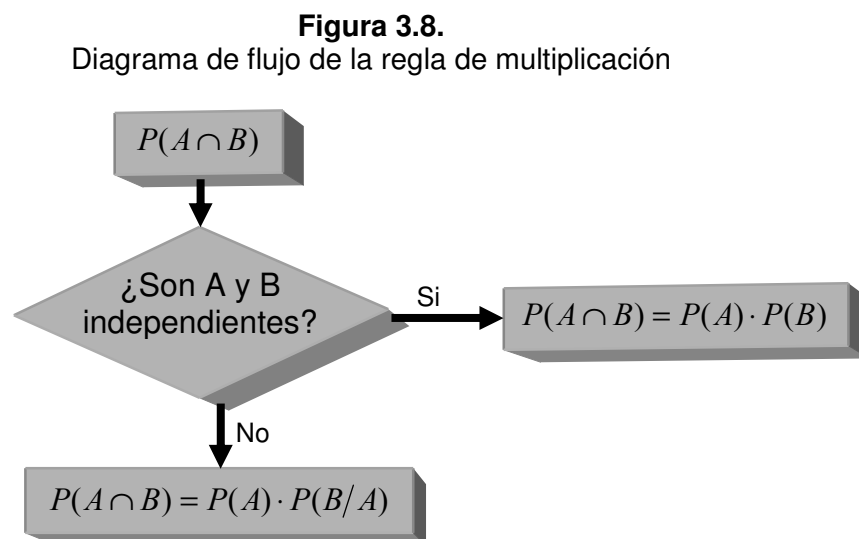 Figura 3.8.
Diagrama de flujo de la regla de multiplicación
P(A ∩ B)
¿Son A y B
independientes?
Si
P(A ∩ B) = P(A) · P(B)
No
P(A ∩ B) = P(A) · P(B/A)